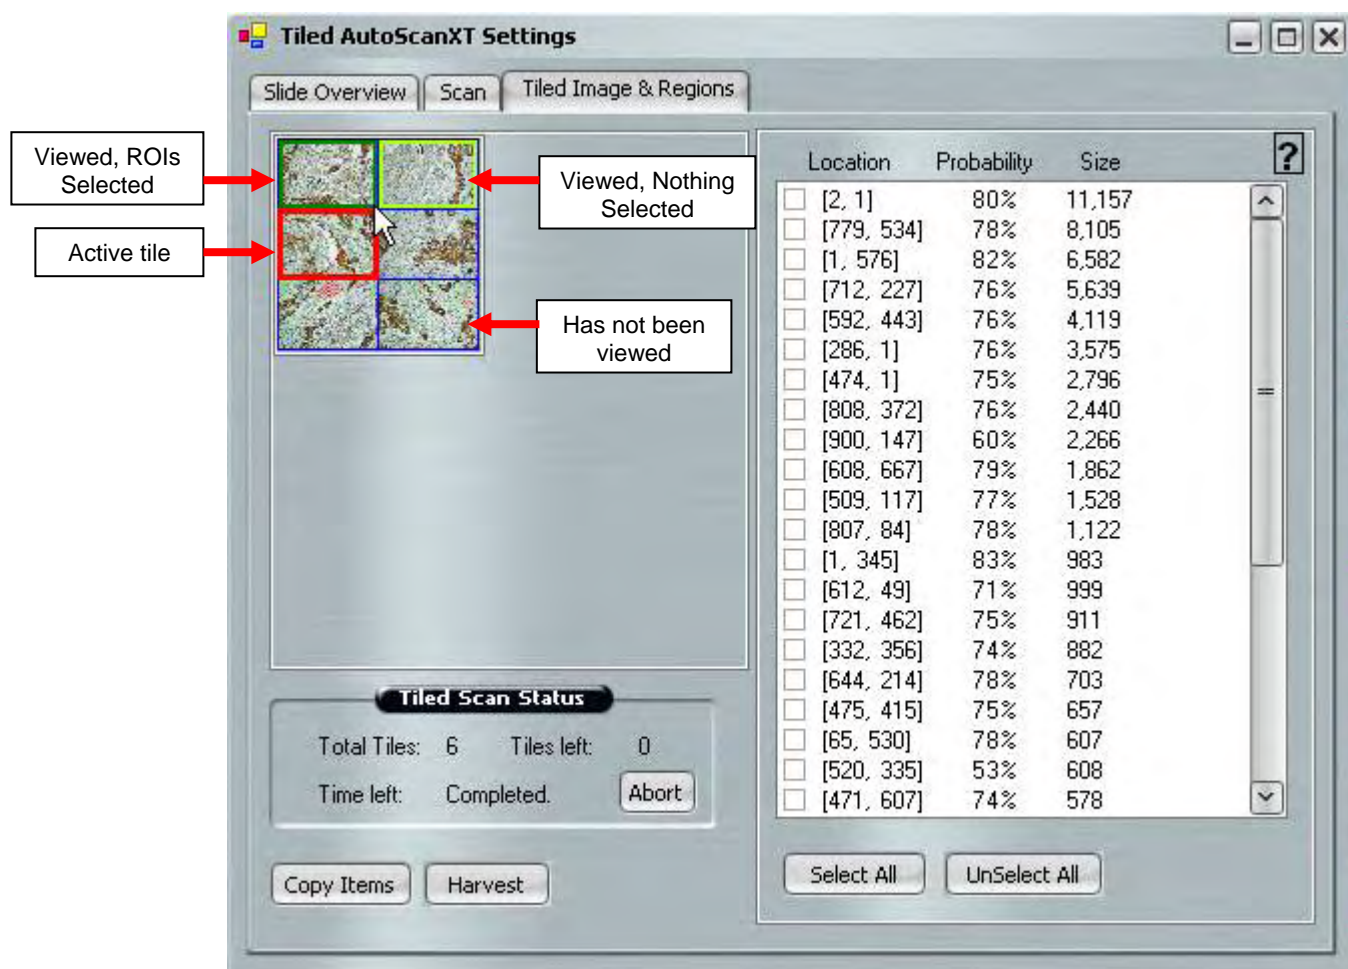 Tiled AutoScanXT Settings
Slide Overview Scan Tiled Image & Regions
Viewed, ROIs
Selected
Active tile
Viewed, Nothing
Selected
Has not been
viewed
?
Location Probability Size
[2, 1] 80% 11,157
[779, 534] 78% 8,105
[1, 576] 82% 6,582
[712, 227] 76% 5,639
[592, 443] 76% 4,119
[286, 1] 76% 3,575
[474, 1] 75% 2,796
[808, 372] 76% 2,440
[900, 147] 60% 2,266
[608, 667] 79% 1,862
[509, 117] 77% 1,528
[807, 84] 78% 1,122
[1, 345] 83% 983
[612, 49] 71% 999
[721, 462] 75% 911
[332, 356] 74% 882
[644, 214] 78% 703
[475, 415] 75% 657
[65, 530] 78% 607
[520, 335] 53% 608
[471, 607] 74% 578
Tiled Scan Status
Total Tiles: 6 Tiles left: 0
Time left: Completed. Abort
Copy Items Harvest
Select All UnSelect All